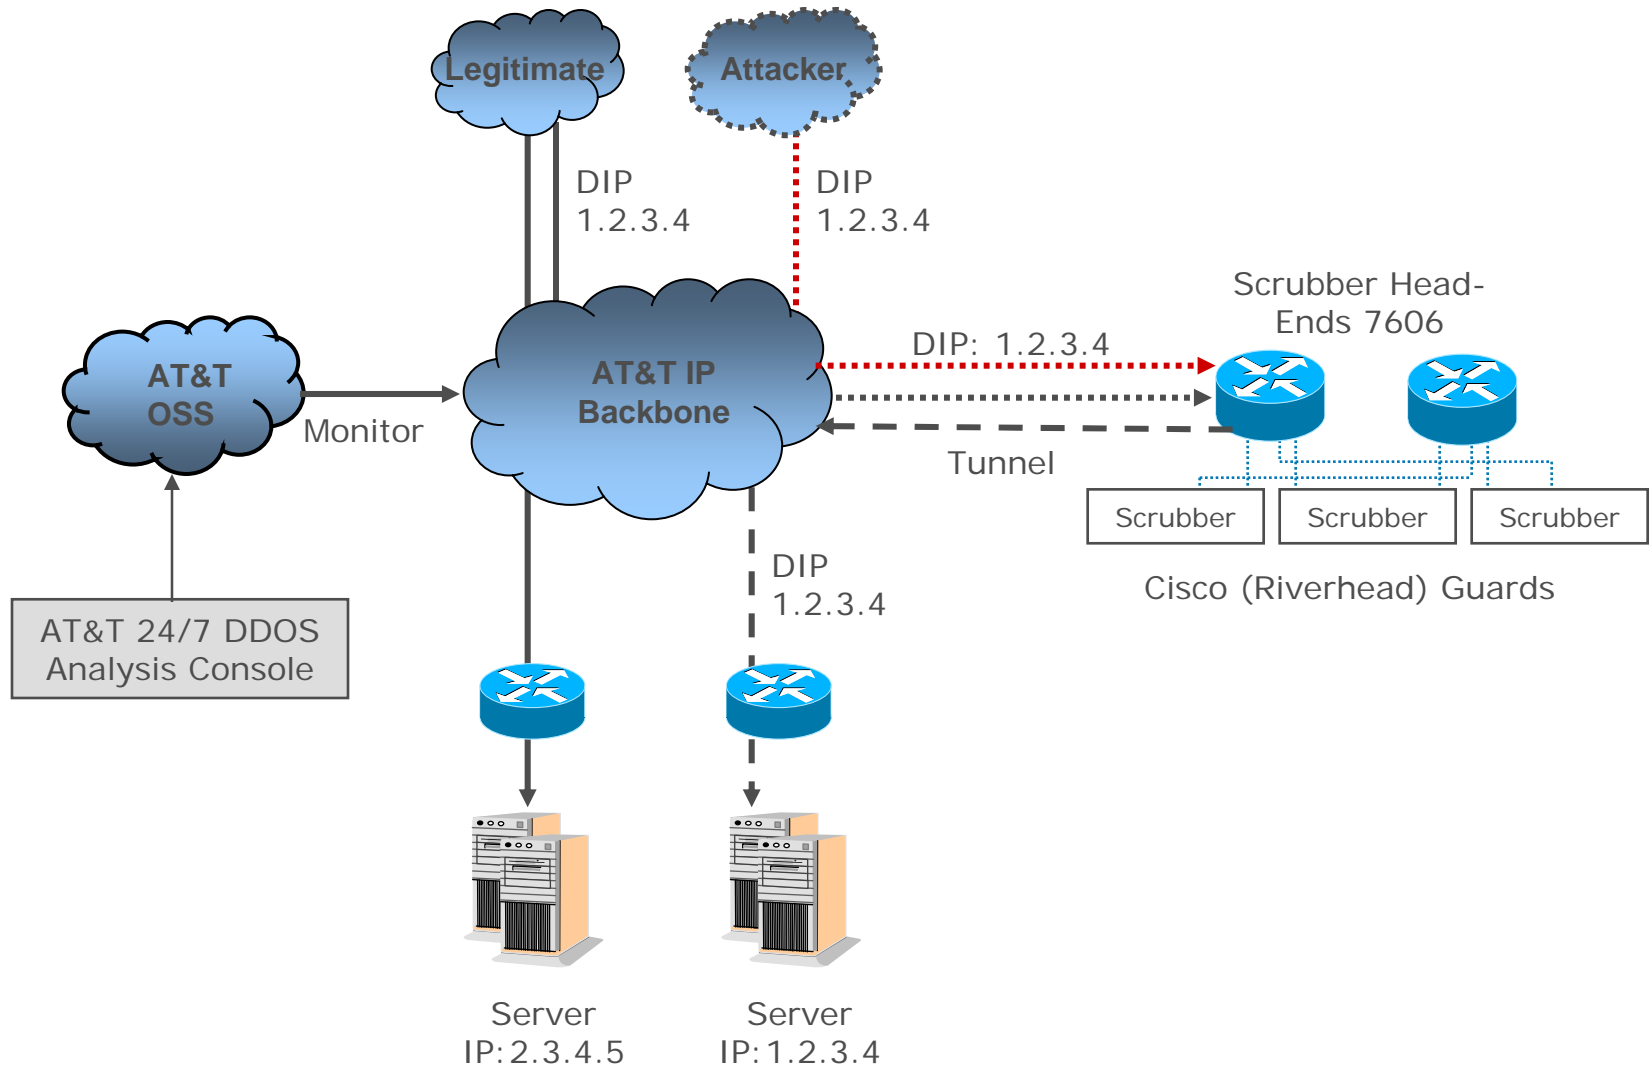 Legitimate
Attacker
DIP
1.2.3.4
DIP
1.2.3.4
Scrubber Head-
Ends 7606
DIP: 1.2.3.4
AT&T
OSS
Monitor
AT&T IP
Backbone
Tunnel
Scrubber
Scrubber
Scrubber
Cisco (Riverhead) Guards
DIP
1.2.3.4
AT&T 24/7 DDOS
Analysis Console
Server
IP:2.3.4.5
Server
IP:1.2.3.4